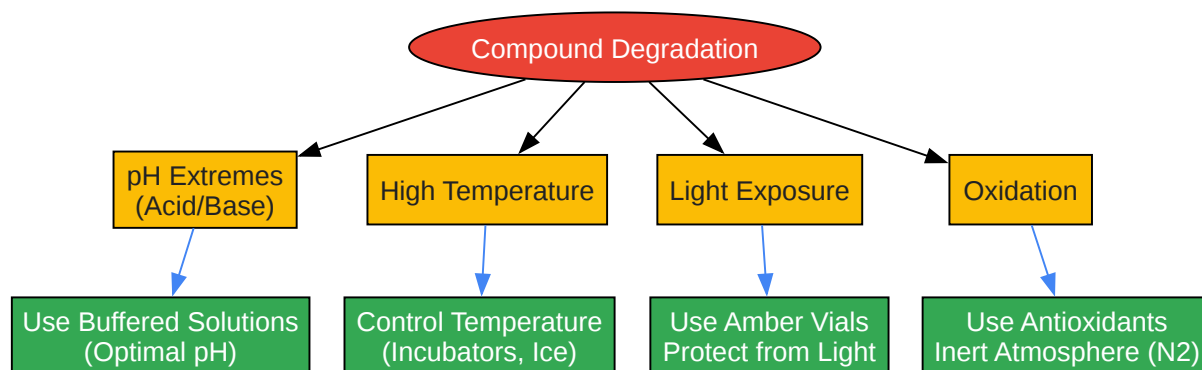 Compound Degradation
pH Extremes
(Acid/Base)
High Temperature
Light Exposure
Oxidation
Use Buffered Solutions
(Optimal pH)
Control Temperature
(Incubators, Ice)
Use Amber Vials
Protect from Light
Use Antioxidants
Inert Atmosphere (N2)